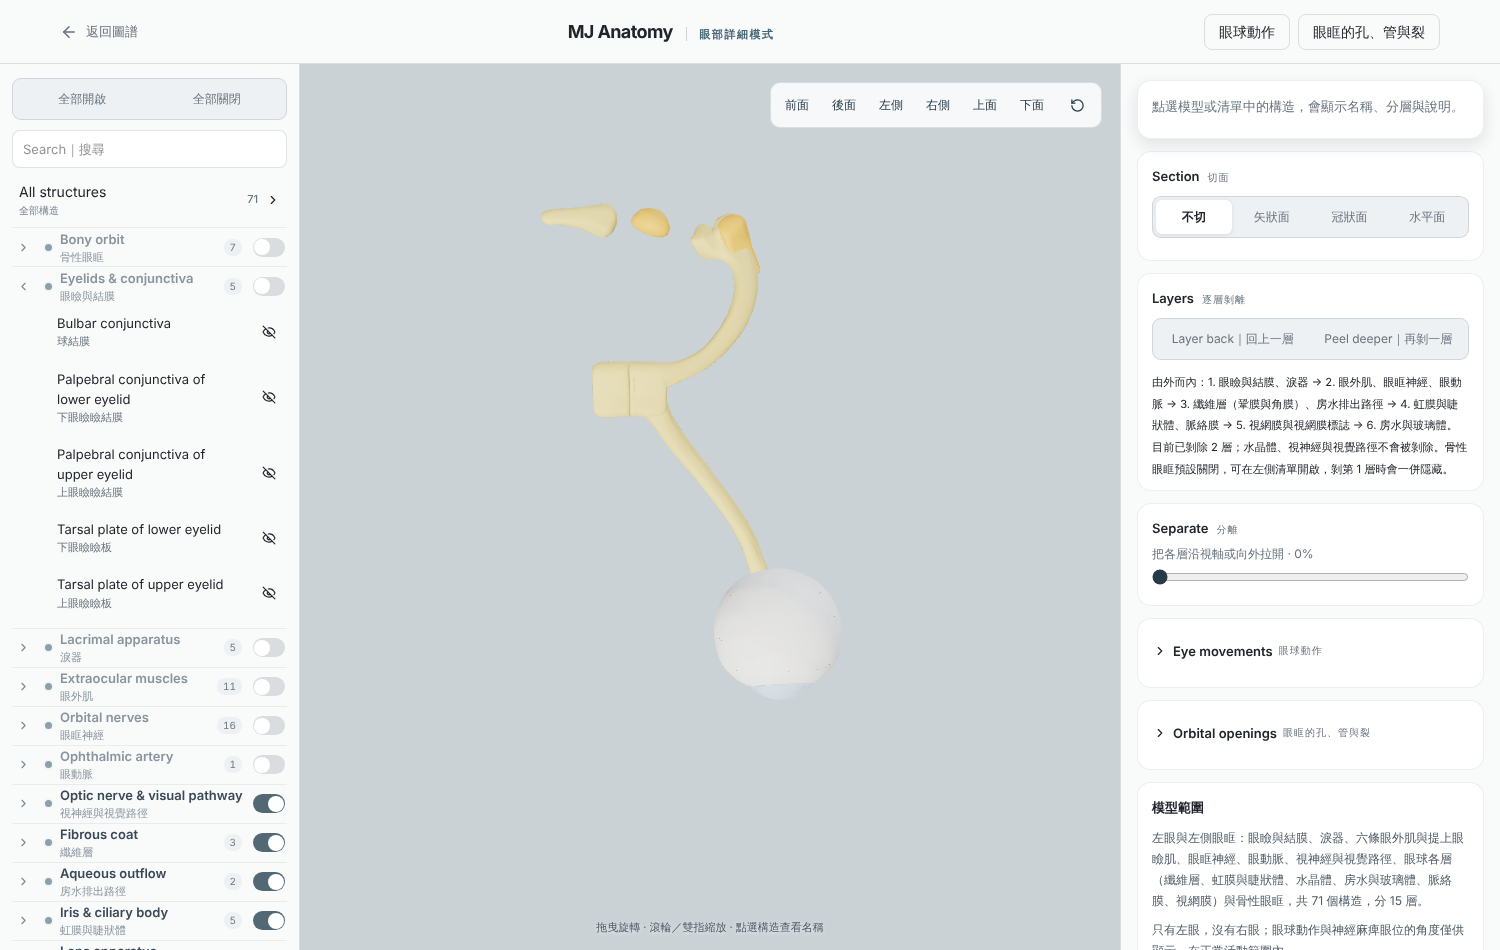 返回圖譜
MJ Anatomy
眼部詳細模式
眼球動作
眼眶的孔、管與裂
全部開啟
全部關閉
Search｜搜尋
All structures
全部構造
71
Bony orbit
骨性眼眶
7
Eyelids & conjunctiva
眼瞼與結膜
5
Bulbar conjunctiva
球結膜
Palpebral conjunctiva of
lower eyelid
下眼瞼瞼結膜
Palpebral conjunctiva of
upper eyelid
上眼瞼瞼結膜
Tarsal plate of lower eyelid
下眼瞼瞼板
Tarsal plate of upper eyelid
上眼瞼瞼板
Lacrimal apparatus
淚器
5
Extraocular muscles
眼外肌
11
Orbital nerves
眼眶神經
16
Ophthalmic artery
眼動脈
1
Optic nerve & visual pathway
視神經與視覺路徑
Fibrous coat
纖維層
3
Aqueous outflow
房水排出路徑
2
Iris & ciliary body
虹膜與睫狀體
5
前面
後面
左側
右側
上面
下面
拖曳旋轉 · 滾輪／雙指縮放 · 點選構造查看名稱
點選模型或清單中的構造，會顯示名稱、分層與說明。
Section 切面
不切
矢狀面
冠狀面
水平面
Layers 逐層剝離
Layer back｜回上一層
Peel deeper｜再剝一層
由外而內：1. 眼瞼與結膜、淚器 → 2. 眼外肌、眼眶神經、眼動
脈 → 3. 纖維層（鞏膜與角膜）、房水排出路徑 → 4. 虹膜與睫
狀體、脈絡膜 → 5. 視網膜與視網膜標誌 → 6. 房水與玻璃體。
目前已剝除 2 層；水晶體、視神經與視覺路徑不會被剝除。骨性
眼眶預設關閉，可在左側清單開啟，剝第 1 層時會一併隱藏。
Separate 分離
把各層沿視軸或向外拉開 · 0%
Eye movements 眼球動作
Orbital openings 眼眶的孔、管與裂
模型範圍
左眼與左側眼眶：眼瞼與結膜、淚器、六條眼外肌與提上眼
瞼肌、眼眶神經、眼動脈、視神經與視覺路徑、眼球各層
（纖維層、虹膜與睫狀體、水晶體、房水與玻璃體、脈絡
膜、視網膜）與骨性眼眶，共 71 個構造，分 15 層。
只有左眼，沒有右眼；眼球動作與神經麻痺眼位的角度僅供